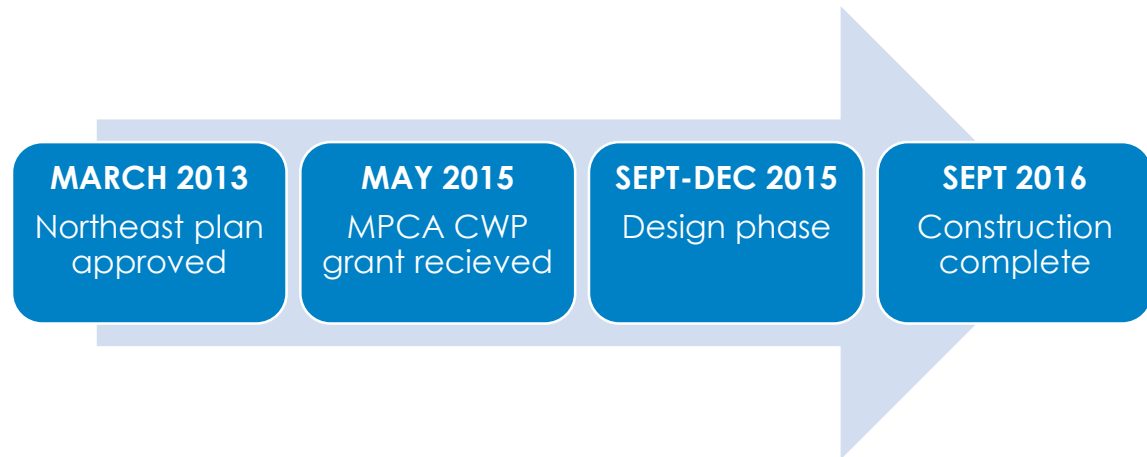 MARCH 2013
Northeast plan
approved
MAY 2015
MPCA CWP
grant recieved
SEPT-DEC 2015
Design phase
SEPT 2016
Construction
complete